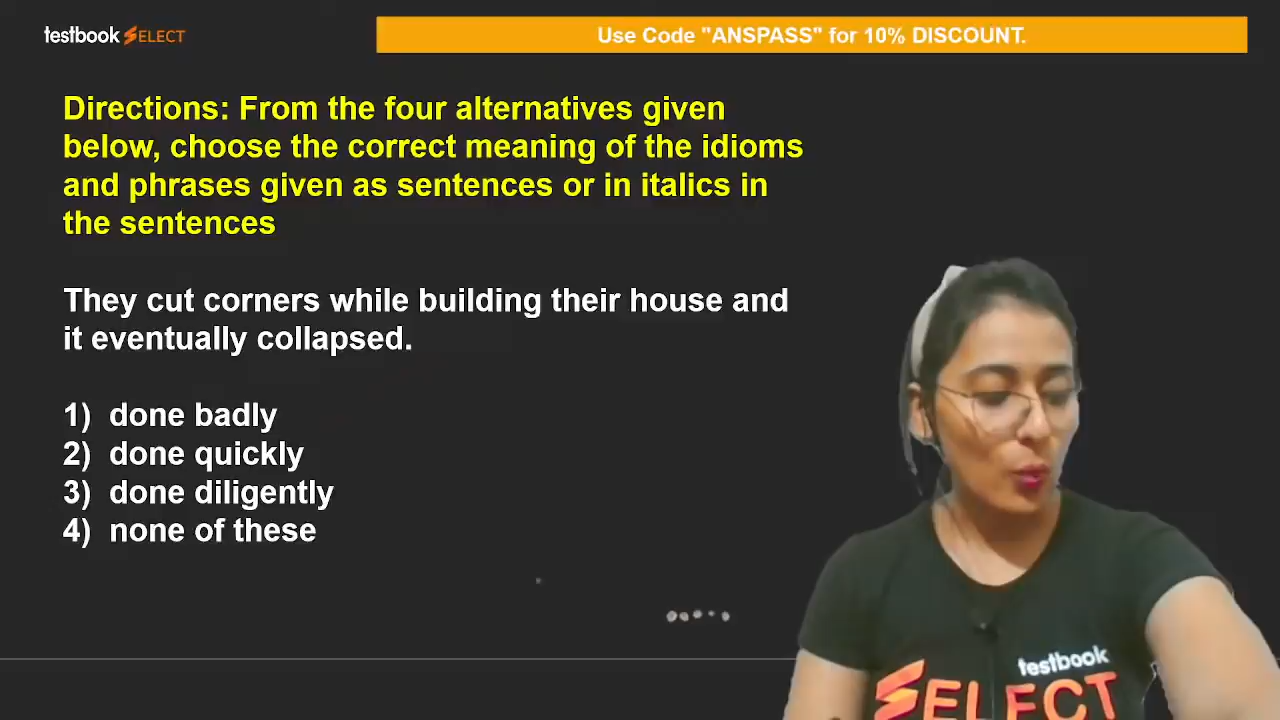 testbook SELECT
Use Code "ANSPASS" for 10% DISCOUNT.
Directions: From the four alternatives given
below, choose the correct meaning of the idioms
and phrases given as sentences or in italics in
the sentences
They cut corners while building their house and
it eventually collapsed.
1) done badly
2) done quickly
3) done diligently
4) none of these
testbook
SELECT